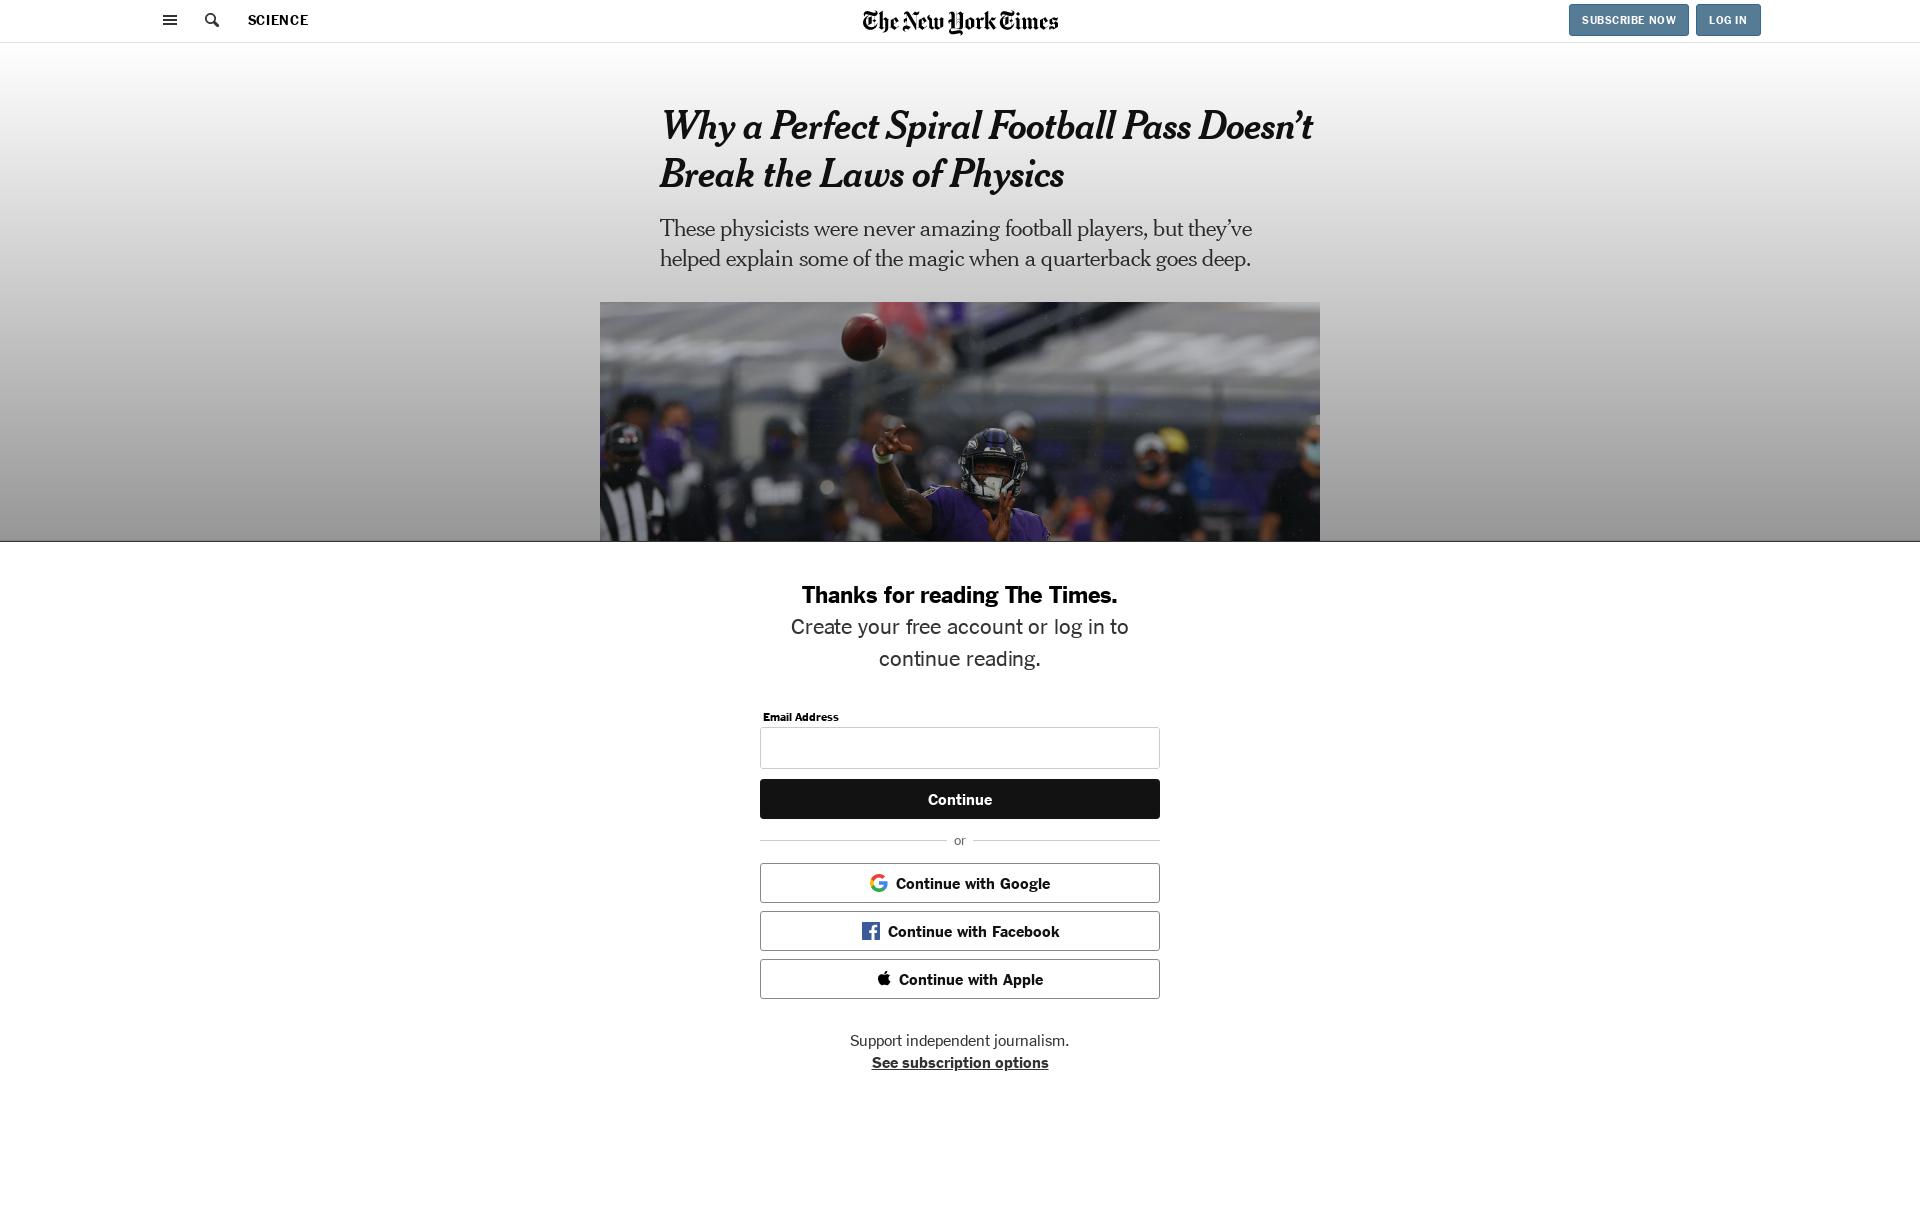 SCIENCE
The New York Times
SUBSCRIBE NOW
LOG IN
Why a Perfect Spiral Football Pass Doesn’t
Break the Laws of Physics
These physicists were never amazing football players, but they’ve
helped explain some of the magic when a quarterback goes deep.
Thanks for reading The Times.
Create your free account or log in to
continue reading.
Email Address
Continue
or
Continue with Google
Continue with Facebook
Continue with Apple
Support independent journalism.
See subscription options